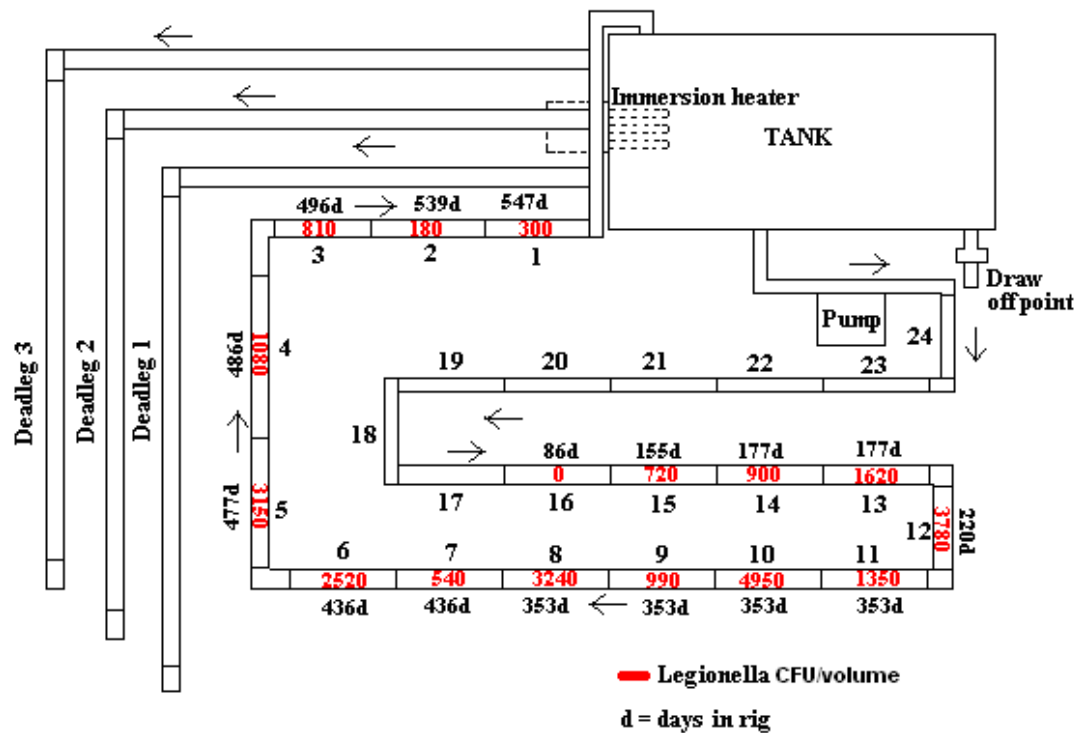 Immersion heater
TANK
496d
539d
547d
810
180
300
3
2
1
Draw
off point
Pump
24
Deadleg 3
Deadleg 2
Deadleg 1
486d
1080
4
19
20
21
22
23
18
86d
155d
177d
177d
0
720
900
1620
17
16
15
14
13
12
3780
220d
477d
3150
5
6
7
8
9
10
11
2520
540
3240
990
4950
1350
436d
436d
353d
353d
353d
353d
Legionella CFU/volume
d = days in rig